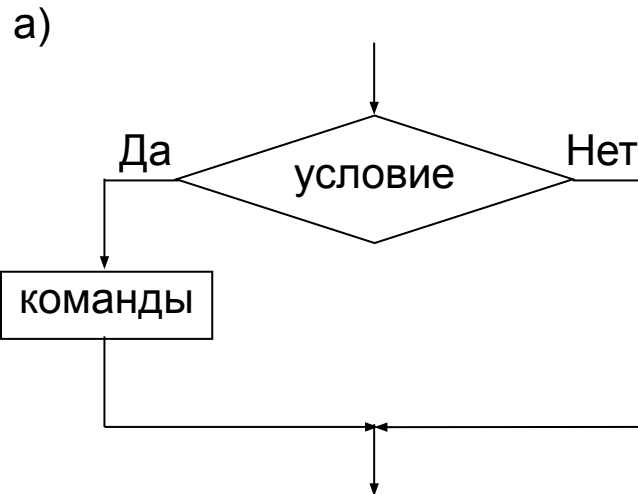 а)
Да
Нет
условие
команды